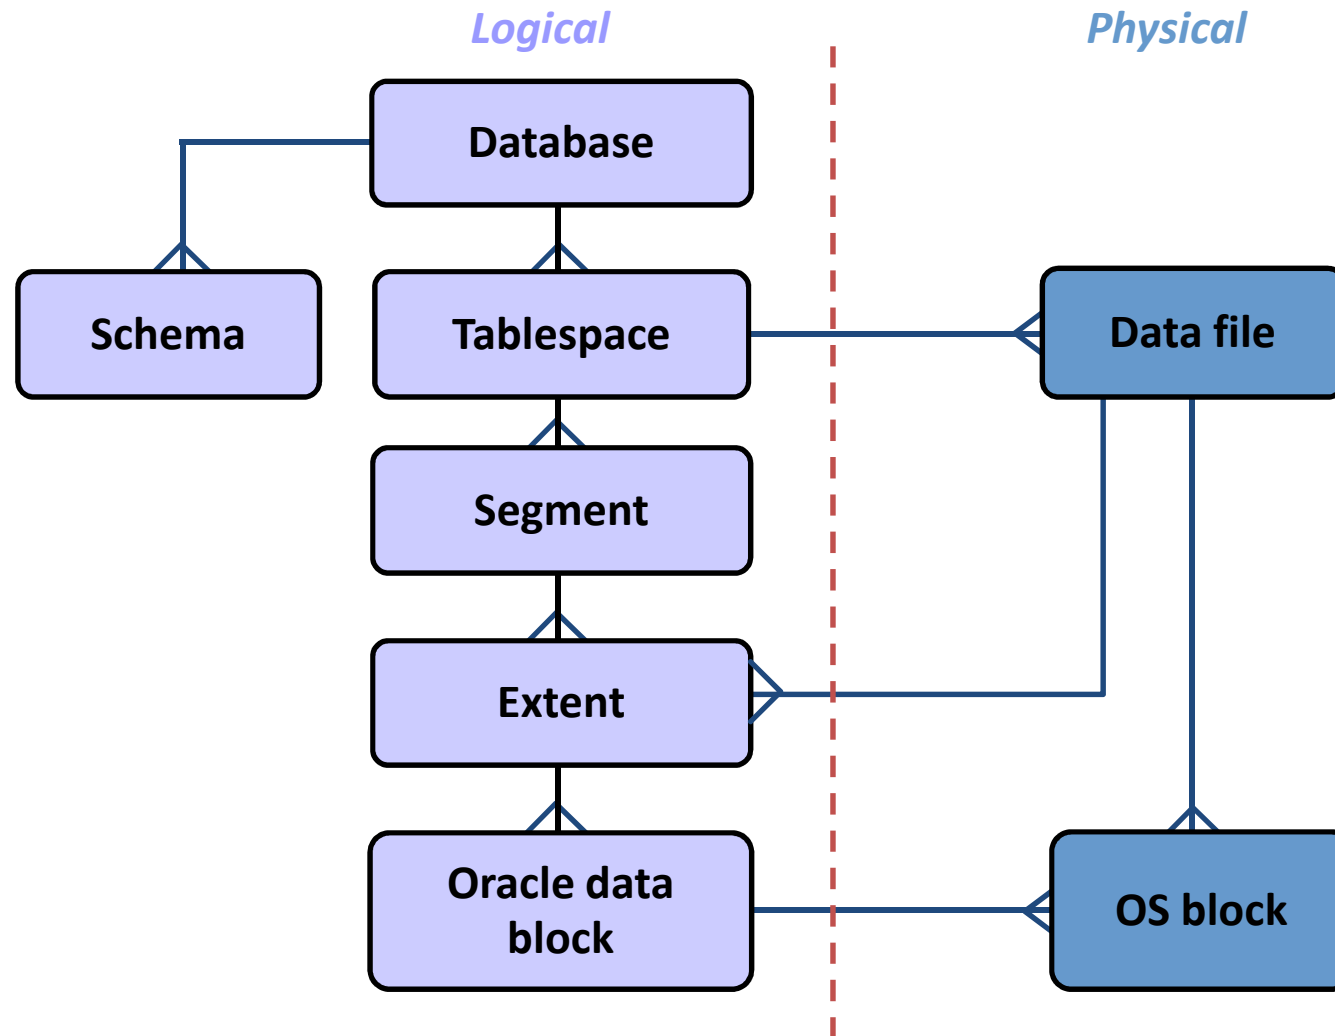 Logical
Physical
Database
Schema
Tablespace
Data file
Segment
Extent
Oracle data
block
OS block